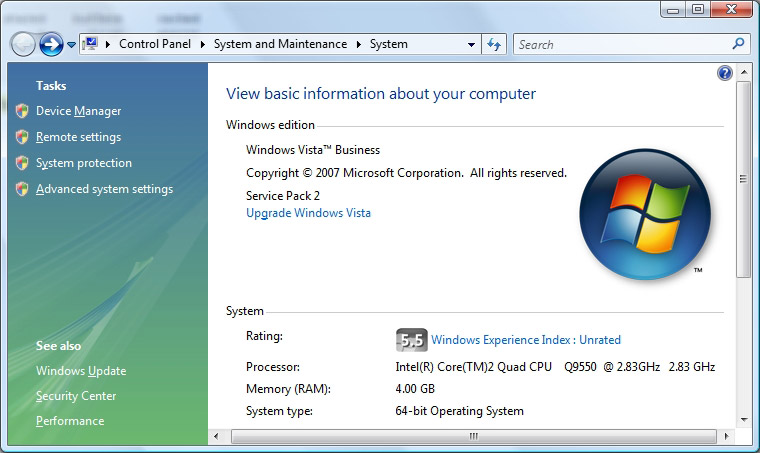 Control Panel System and Maintenance System
Search
Tasks
Device Manager
Remote settings
System protection
Advanced system settings
See also
Windows Update
Security Center
Performance
View basic information about your computer
Windows edition
Windows Vista™ Business
Copyright © 2007 Microsoft Corporation. All rights reserved.
Service Pack 2
Upgrade Windows Vista
TM
System
Rating: 5.5 Windows Experience Index : Unrated
Processor: Intel(R) Core(TM)2 Quad CPU Q9550 @ 2.83GHz 2.83 GHz
Memory (RAM): 4.00 GB
System type: 64-bit Operating System